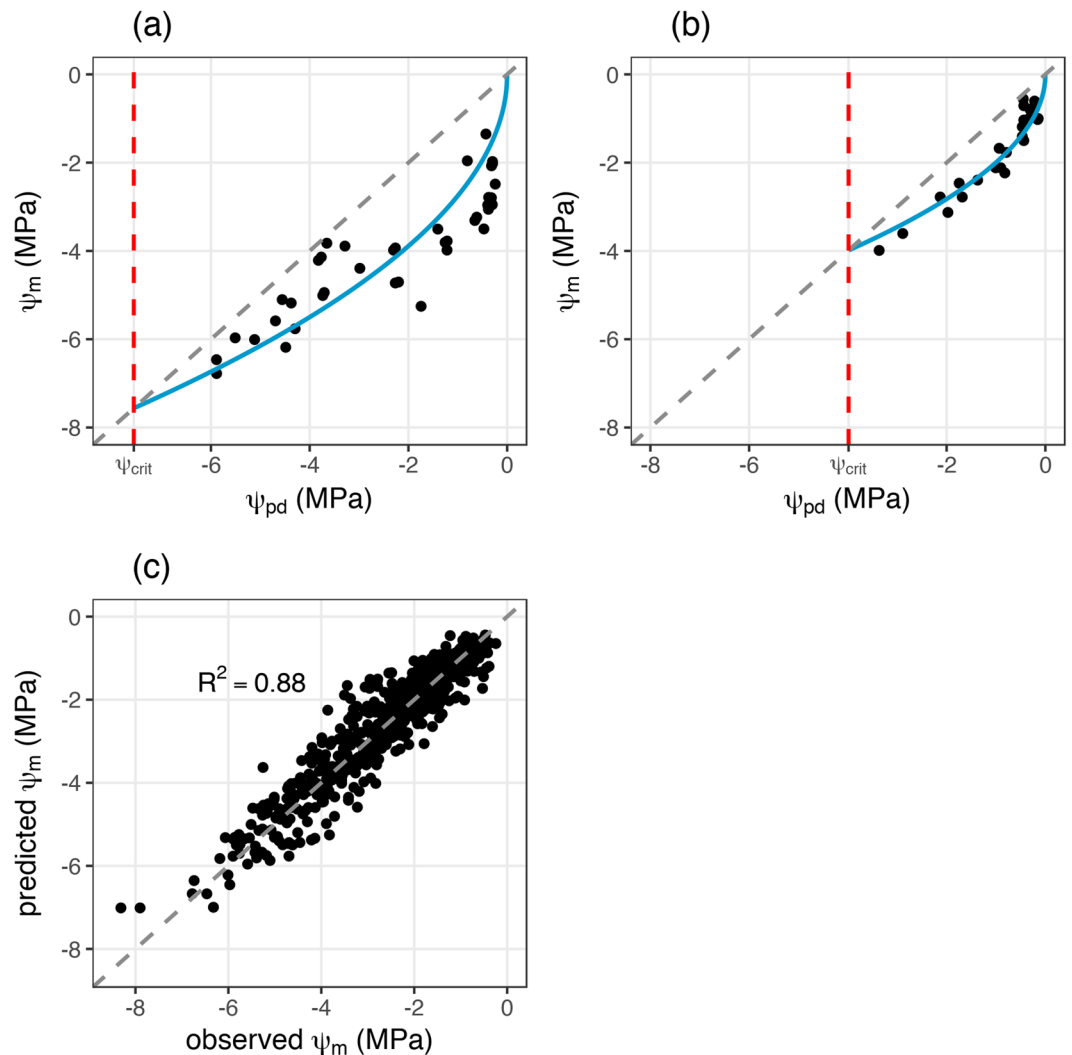 (a)
0
-2
-4
-6
-8
ψm (MPa)
ψcrit -6 -4 -2 0
ψpd (MPa)
(b)
0
-2
-4
-6
-8
ψm (MPa)
-8 -6 ψcrit -2 0
ψpd (MPa)
(c)
0
-2
-4
-6
-8
predicted ψm (MPa)
R² = 0.88
-8 -6 -4 -2 0
observed ψm (MPa)